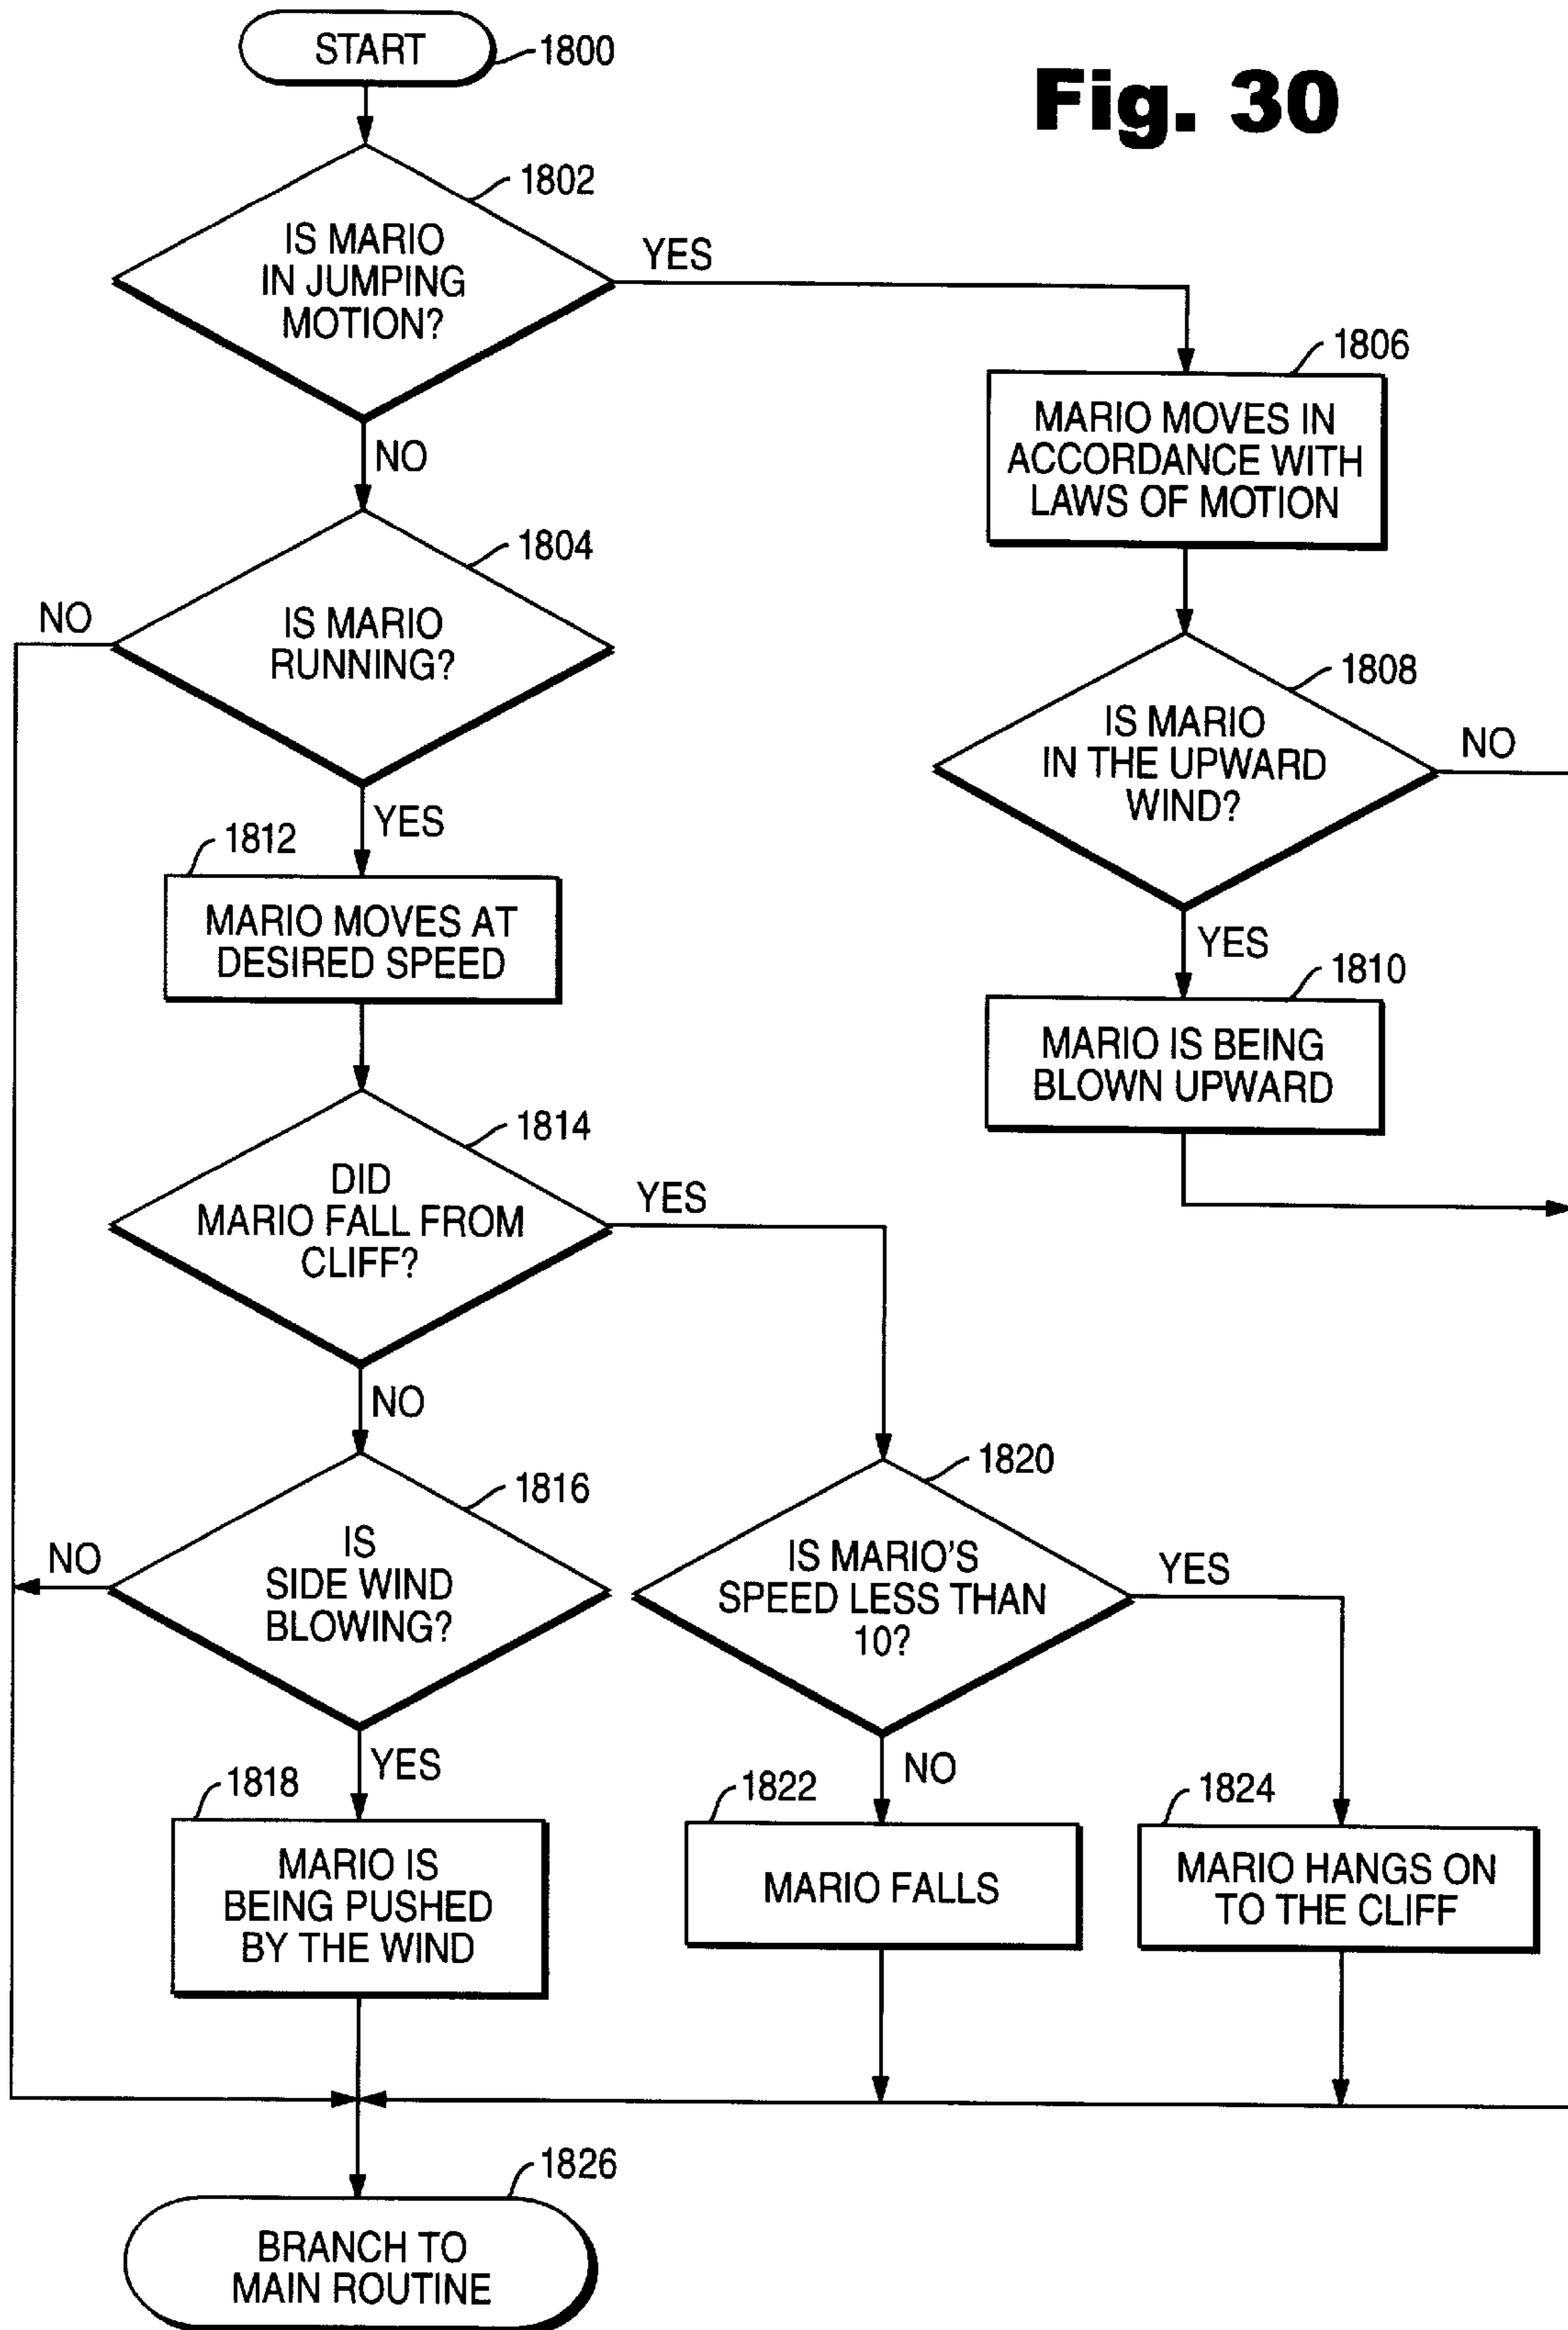 START
1800
Fig. 30
1802
IS MARIO
IN JUMPING
MOTION?
YES
NO
1806
MARIO MOVES IN
ACCORDANCE WITH
LAWS OF MOTION
1804
IS MARIO
RUNNING?
NO
YES
1808
IS MARIO
IN THE UPWARD
WIND?
NO
YES
1812
MARIO MOVES AT
DESIRED SPEED
1810
MARIO IS BEING
BLOWN UPWARD
1814
DID
MARIO FALL FROM
CLIFF?
YES
NO
1816
IS
SIDE WIND
BLOWING?
NO
YES
1820
IS MARIO'S
SPEED LESS THAN
10?
YES
NO
1818
MARIO IS
BEING PUSHED
BY THE WIND
1822
MARIO FALLS
1824
MARIO HANGS ON
TO THE CLIFF
1826
BRANCH TO
MAIN ROUTINE